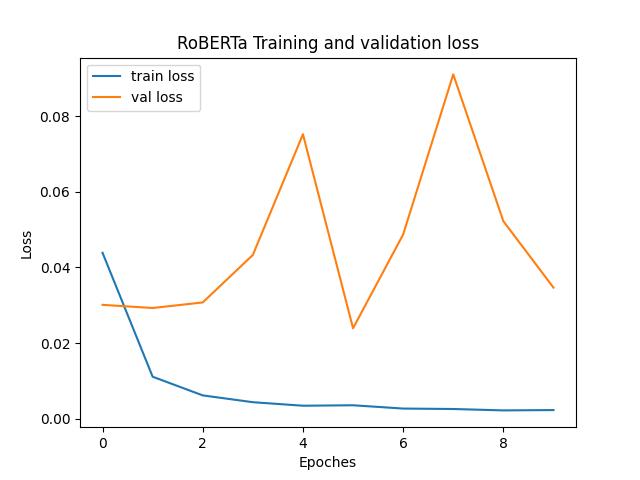 RoBERTa Training and validation loss
train loss
val loss
0.08
0.06
0.04
0.02
0.00
Loss
0 2 4 6 8
Epoches